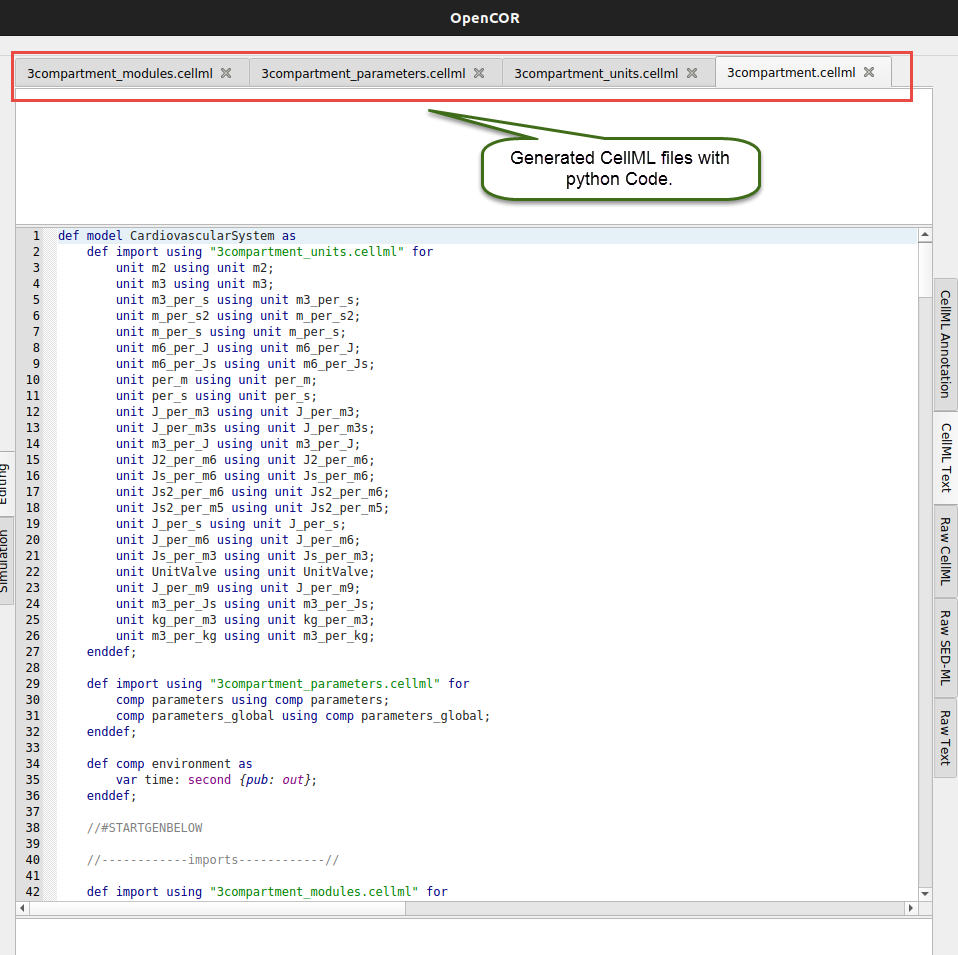 OpenCOR
3compartment_modules.cellml
3compartment_parameters.cellml
3compartment_units.cellml
3compartment.cellml
Generated CellML files with
python Code.
1 def model CardiovascularSystem as
2 def import using "3compartment_units.cellml" for
3 unit m2 using unit m2;
4 unit m3 using unit m3;
5 unit m3_per_s using unit m3_per_s;
6 unit m_per_s2 using unit m_per_s2;
7 unit m_per_s using unit m_per_s;
8 unit m6_per_J using unit m6_per_J;
9 unit m6_per_Js using unit m6_per_Js;
10 unit per_m using unit per_m;
11 unit per_s using unit per_s;
12 unit J_per_m3 using unit J_per_m3;
13 unit J_per_m3s using unit J_per_m3s;
14 unit m3_per_J using unit m3_per_J;
15 unit J2_per_m6 using unit J2_per_m6;
16 unit Js_per_m6 using unit Js_per_m6;
17 unit Js2_per_m6 using unit Js2_per_m6;
18 unit Js2_per_m5 using unit Js2_per_m5;
19 unit J_per_s using unit J_per_s;
20 unit J_per_m6 using unit J_per_m6;
21 unit Js_per_m3 using unit Js_per_m3;
22 unit UnitValve using unit UnitValve;
23 unit J_per_m9 using unit J_per_m9;
24 unit m3_per_Js using unit m3_per_Js;
25 unit kg_per_m3 using unit kg_per_m3;
26 unit m3_per_kg using unit m3_per_kg;
27 enddef;
28
29 def import using "3compartment_parameters.cellml" for
30 comp parameters using comp parameters;
31 comp parameters_global using comp parameters_global;
32 enddef;
33
34 def comp environment as
35 var time: second {pub: out};
36 enddef;
37
38 //#STARTGENBELOW
39
40 //------------imports------------//
41
42 def import using "3compartment_modules.cellml" for
Editing
Simulation
CellML Annotation
CellML Text
Raw CellML
Raw SED-ML
Raw Text